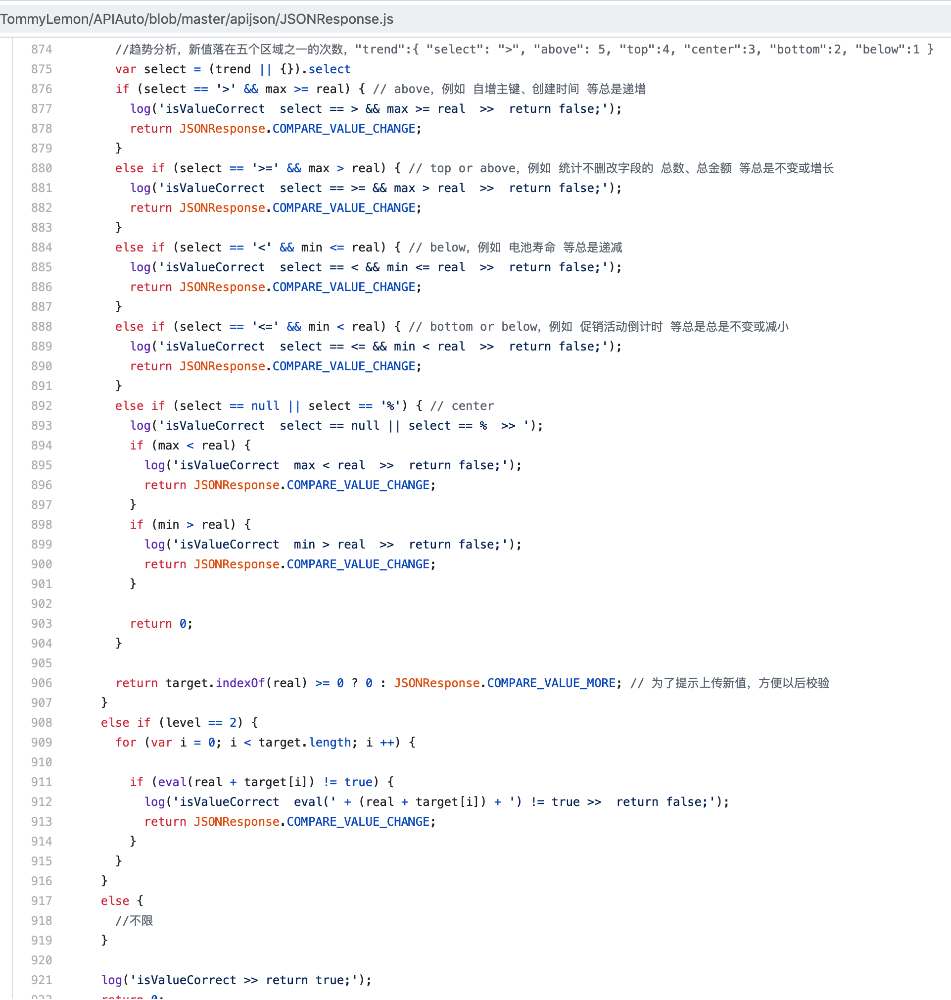 TommyLemon/APIAuto/blob/master/apijson/JSONResponse.js
874 //趋势分析，新值落在五个区域之一的次数，"trend":{ "select": ">", "above": 5, "top":4, "center":3, "bottom":2, "below":1 }
875 var select = (trend || {}).select
876 if (select == '>' && max >= real) { // above，例如 自增主键、创建时间 等总是递增
877 log('isValueCorrect  select == > && max >= real  >>  return false;');
878 return JSONResponse.COMPARE_VALUE_CHANGE;
879 }
880 else if (select == '>=' && max > real) { // top or above，例如 统计不删改字段的 总数、总金额 等总是不变或增长
881 log('isValueCorrect  select == >= && max > real  >>  return false;');
882 return JSONResponse.COMPARE_VALUE_CHANGE;
883 }
884 else if (select == '<' && min <= real) { // below，例如 电池寿命 等总是递减
885 log('isValueCorrect  select == < && min <= real  >>  return false;');
886 return JSONResponse.COMPARE_VALUE_CHANGE;
887 }
888 else if (select == '<=' && min < real) { // bottom or below，例如 促销活动倒计时 等总是总是不变或减小
889 log('isValueCorrect  select == <= && min < real  >>  return false;');
890 return JSONResponse.COMPARE_VALUE_CHANGE;
891 }
892 else if (select == null || select == '%') { // center
893 log('isValueCorrect  select == null || select == %  >> ');
894 if (max < real) {
895 log('isValueCorrect  max < real  >>  return false;');
896 return JSONResponse.COMPARE_VALUE_CHANGE;
897 }
898 if (min > real) {
899 log('isValueCorrect  min > real  >>  return false;');
900 return JSONResponse.COMPARE_VALUE_CHANGE;
901 }
902
903 return 0;
904 }
905
906 return target.indexOf(real) >= 0 ? 0 : JSONResponse.COMPARE_VALUE_MORE; // 为了提示上传新值，方便以后校验
907 }
908 else if (level == 2) {
909 for (var i = 0; i < target.length; i ++) {
910
911 if (eval(real + target[i]) != true) {
912 log('isValueCorrect  eval(' + (real + target[i]) + ') != true >>  return false;');
913 return JSONResponse.COMPARE_VALUE_CHANGE;
914 }
915 }
916 }
917 else {
918 //不限
919 }
920
921 log('isValueCorrect >> return true;');
922 return 0;